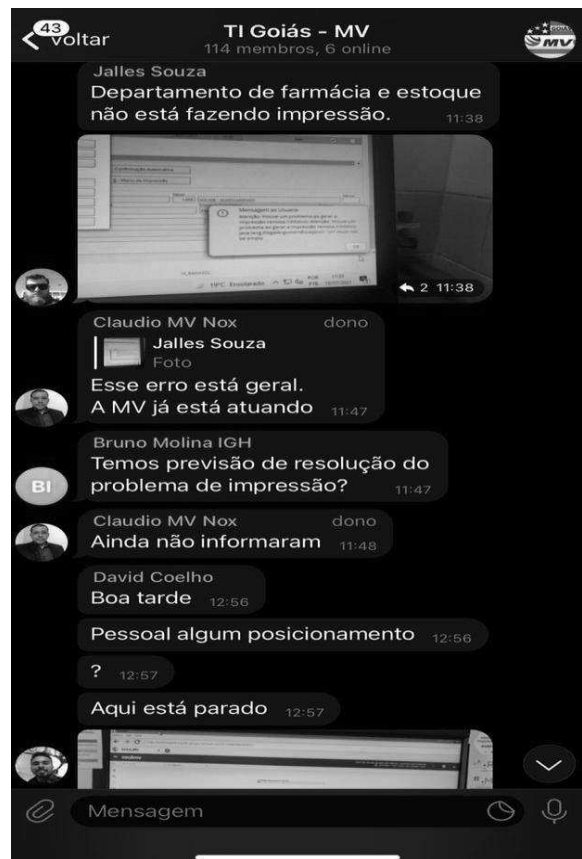 43
Voltar
TI Goiás - MV
114 membros, 6 online
MV
Jalles Souza
Departamento de farmácia e estoque
não está fazendo impressão.
11:38
Mensagem ao Usuário
2 11:38
Claudio MV Nox dono
Jalles Souza
Foto
Esse erro está geral.
A MV já está atuando 11:47
Bruno Molina IGH
Temos previsão de resolução do
problema de impressão? 11:47
BI
Claudio MV Nox dono
Ainda não informaram 11:48
David Coelho
Boa tarde 12:56
Pessoal algum posicionamento 12:56
? 12:57
Aqui está parado 12:57
Mensagem